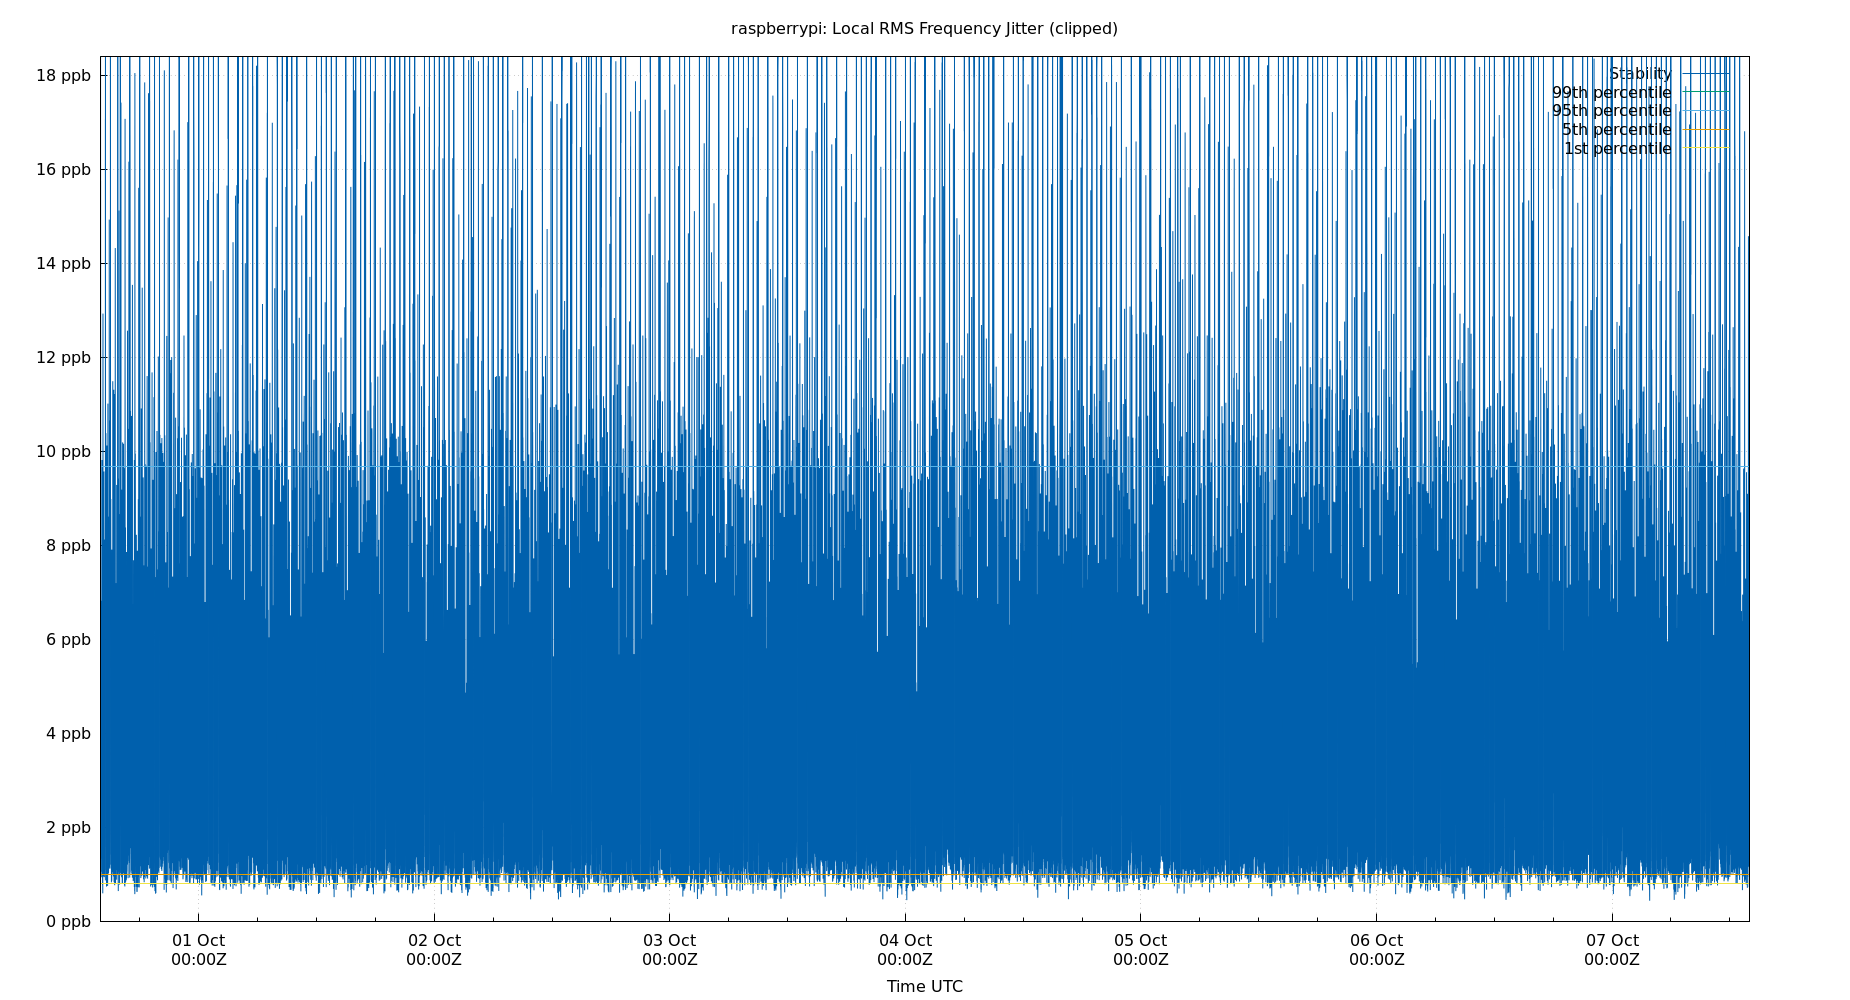 raspberrypi: Local RMS Frequency Jitter (clipped)
18 ppb
16 ppb
14 ppb
12 ppb
10 ppb
8 ppb
6 ppb
4 ppb
2 ppb
0 ppb
Stability
99th percentile
95th percentile
5th percentile
1st percentile
01 Oct
00:00Z
02 Oct
00:00Z
03 Oct
00:00Z
04 Oct
00:00Z
05 Oct
00:00Z
06 Oct
00:00Z
07 Oct
00:00Z
Time UTC